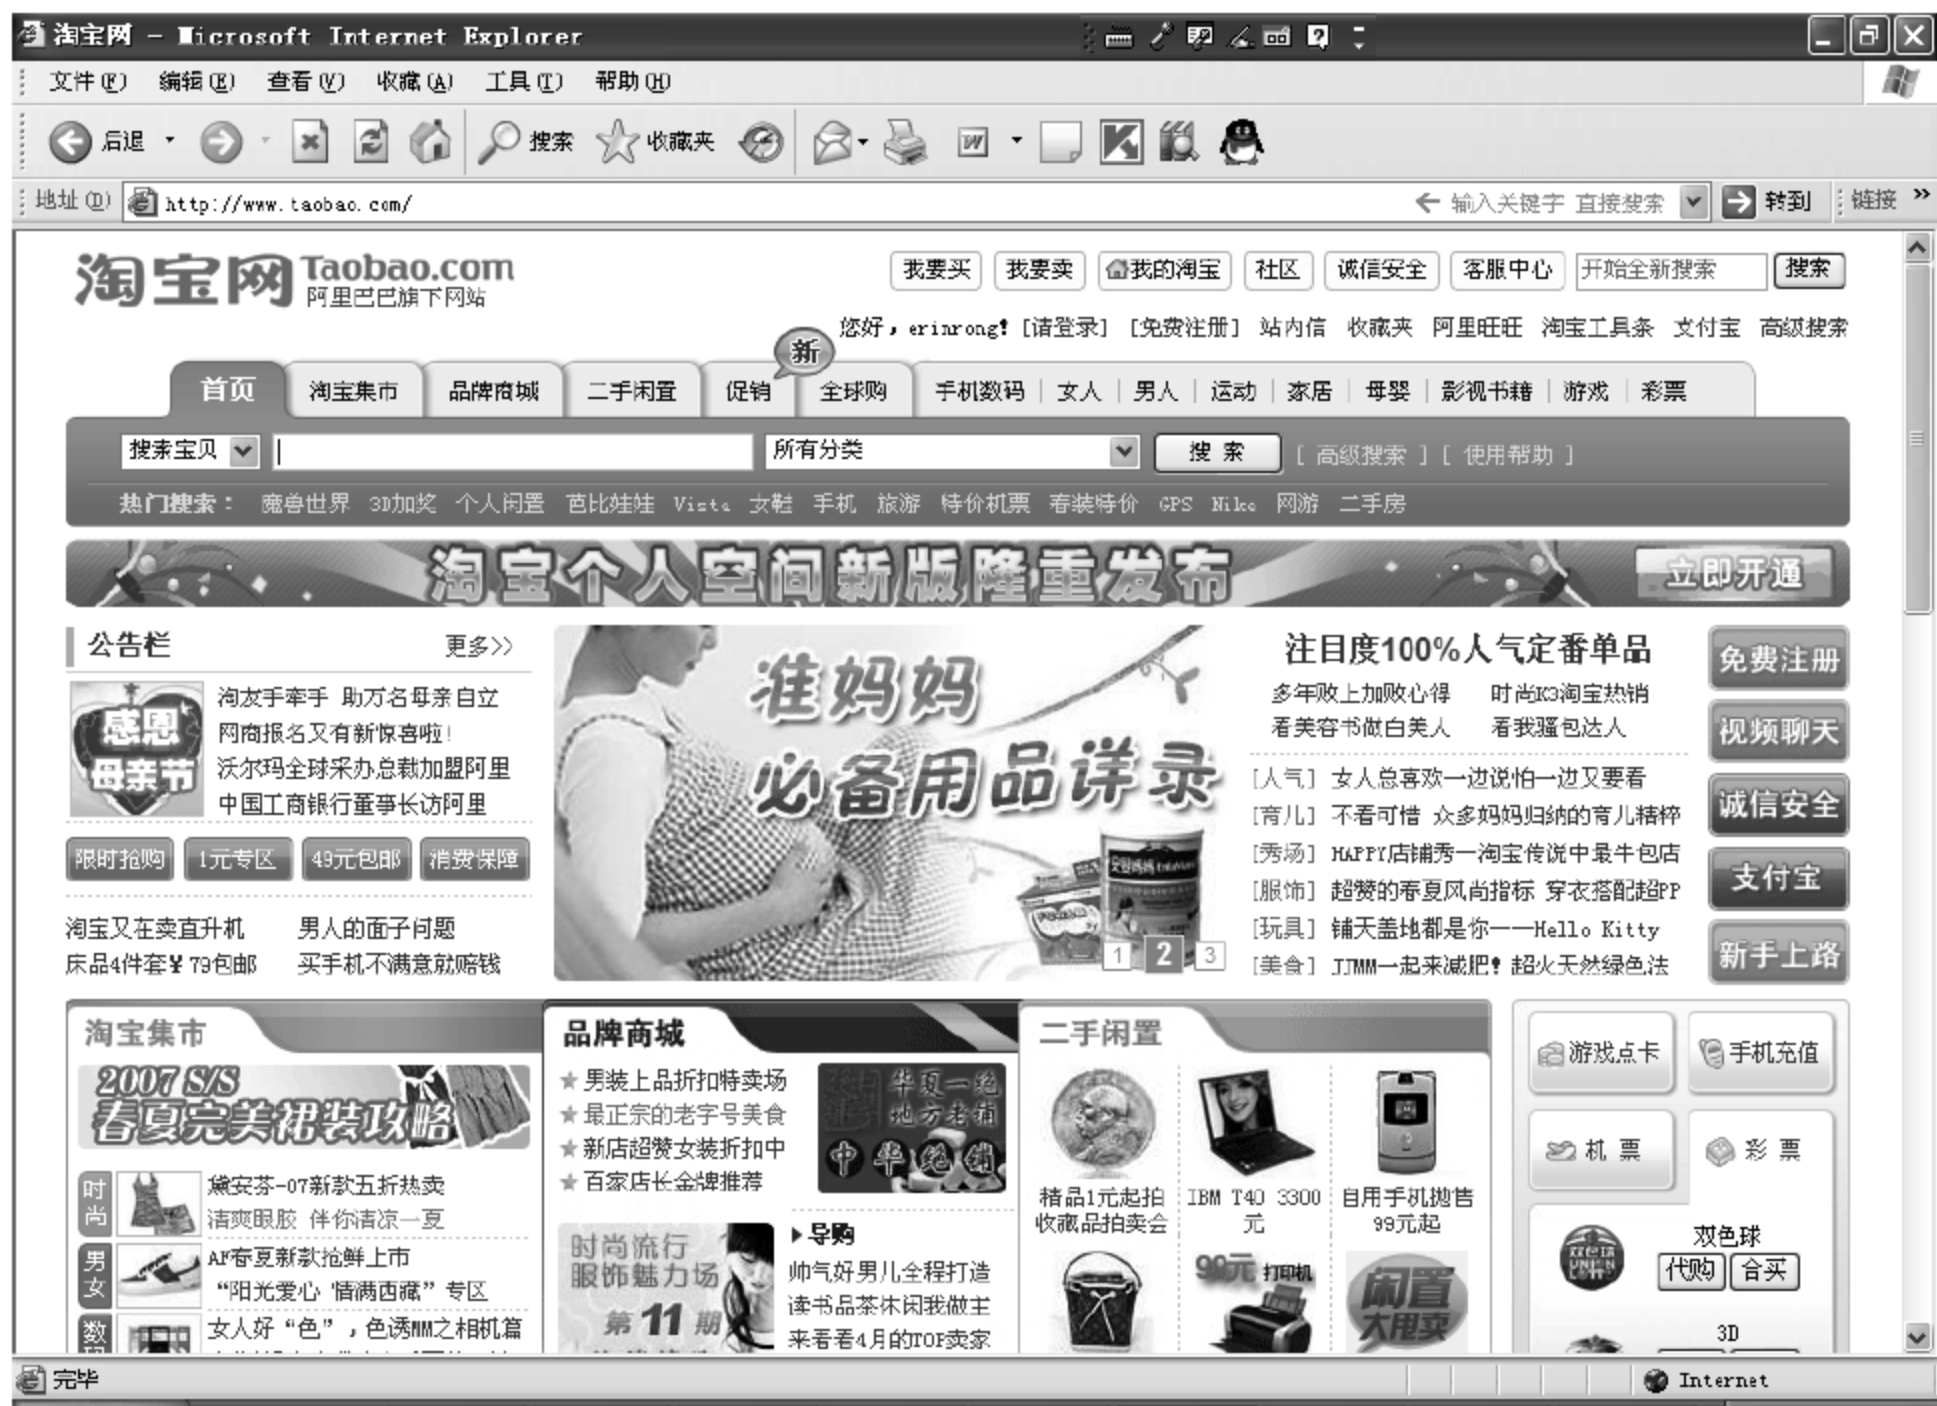 淘宝网 - Microsoft Internet Explorer
文件(F) 编辑(E) 查看(V) 收藏(A) 工具(T) 帮助(H)
后退 搜索 收藏夹
地址(D) http://www.taobao.com/ 输入关键字 直接搜索 转到 链接 »
淘宝网 Taobao.com
阿里巴巴旗下网站
我要买 我要卖 我的淘宝 社区 诚信安全 客服中心 开始全新搜索 搜索
您好，erinrong! [请登录] [免费注册] 站内信 收藏夹 阿里旺旺 淘宝工具条 支付宝 高级搜索
新
首页 淘宝集市 品牌商城 二手闲置 促销 全球购 手机数码 女人 男人 运动 家居 母婴 影视书籍 游戏 彩票
搜索宝贝 所有分类 搜 索 [ 高级搜索 ] [ 使用帮助 ]
热门搜索： 魔兽世界 3D加奖 个人闲置 芭比娃娃 Vista 女鞋 手机 旅游 特价机票 春装特价 GPS Nike 网游 二手房
淘宝个人空间新版隆重发布 立即开通
公告栏 更多>>
感恩
母亲节
淘友手牵手 助万名母亲自立
网商报名又有新惊喜啦!
沃尔玛全球采办总裁加盟阿里
中国工商银行董事长访阿里
限时抢购 1元专区 49元包邮 消费保障
淘宝又在卖直升机 男人的面子问题
床品4件套¥79包邮 买手机不满意就赔钱
准妈妈
必备用品详录
1 2 3
注目度100%人气定番单品
多年败上加败心得 时尚K3淘宝热销
看美容书做白美人 看我骚包达人
[人气] 女人总喜欢一边说怕一边又要看
[育儿] 不看可惜 众多妈妈归纳的育儿精粹
[秀场] HAPPY店铺秀—淘宝传说中最牛包店
[服饰] 超赞的春夏风尚指标 穿衣搭配超PP
[玩具] 铺天盖地都是你——Hello Kitty
[美食] JJMM一起来减肥! 超火天然绿色法
免费注册
视频聊天
诚信安全
支付宝
新手上路
淘宝集市
2007 S/S
春夏完美裙装攻略
时尚
黛安芬-07新款五折热卖
清爽眼胶 伴你清凉一夏
男女
AF春夏新款抢鲜上市
“阳光爱心 情满西藏”专区
数
女人好“色”，色诱MM之相机篇
品牌商城
★男装上品折扣特卖场
★最正宗的老字号美食
★新店超赞女装折扣中
★百家店长金牌推荐
华夏一绝
地方老铺
中华绝铺
时尚流行
服饰魅力场
第11期
导购
帅气好男儿全程打造
读书品茶休闲我做主
来看看4月的TOP卖家
二手闲置
精品1元起拍
收藏品拍卖会
IBM T40 3300
元
自用手机抛售
99元起
99元 打印机
闲置
大甩卖
游戏点卡 手机充值
机 票 彩 票
双色球
UNION LOTTO
双色球
代购 合买
3D
完毕 Internet